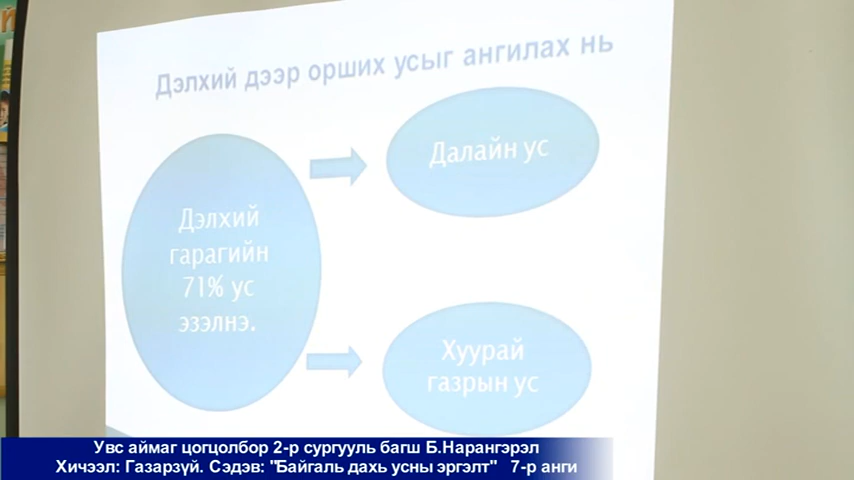 Дэлхий дээр орших усыг ангилах нь
Дэлхий
гарагийн
71% ус
эзэлнэ.
Далайн ус
Хуурай
газрын ус
Увс аймаг цогцолбор 2-р сургууль багш Б.Нарангэрэл
Хичээл: Газарзүй. Сэдэв: "Байгаль дахь усны эргэлт" 7-р анги